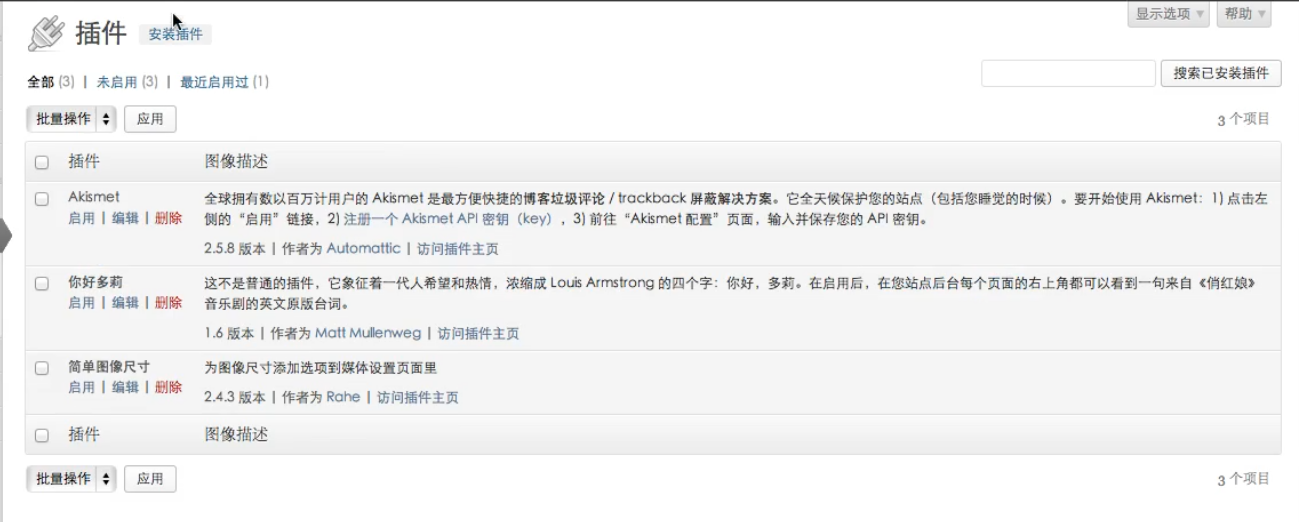 显示选项 帮助
插件 安装插件
全部 (3) | 未启用 (3) | 最近启用过 (1)
搜索已安装插件
批量操作 应用 3 个项目
插件 图像描述
Akismet 全球拥有数以百万计用户的 Akismet 是最方便快捷的博客垃圾评论 / trackback 屏蔽解决方案。它全天候保护您的站点（包括您睡觉的时候）。要开始使用 Akismet：1) 点击左
启用 | 编辑 | 删除 侧的“启用”链接，2) 注册一个 Akismet API 密钥（key），3) 前往“Akismet 配置”页面，输入并保存您的 API 密钥。
2.5.8 版本 | 作者为 Automattic | 访问插件主页
你好多莉 这不是普通的插件，它象征着一代人希望和热情，浓缩成 Louis Armstrong 的四个字：你好，多莉。在启用后，在您站点后台每个页面的右上角都可以看到一句来自《俏红娘》
启用 | 编辑 | 删除 音乐剧的英文原版台词。
1.6 版本 | 作者为 Matt Mullenweg | 访问插件主页
简单图像尺寸 为图像尺寸添加选项到媒体设置页面里
启用 | 编辑 | 删除
2.4.3 版本 | 作者为 Rahe | 访问插件主页
插件 图像描述
批量操作 应用 3 个项目